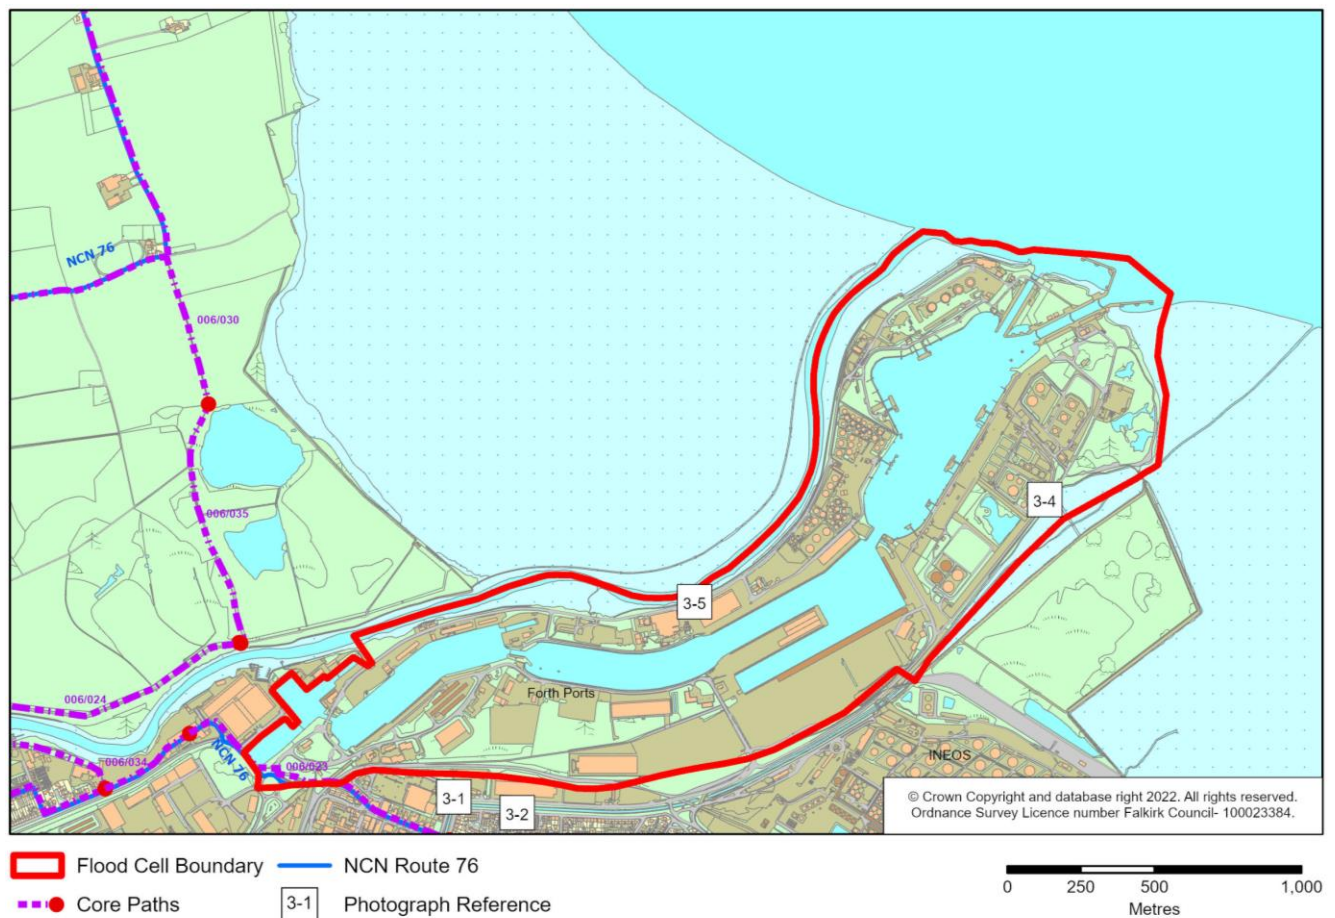 NCN 76
006/030
006/035
3-4
3-5
006/024
Forth Ports
NCN 76
006/034
006/023
INEOS
3-1
3-2
© Crown Copyright and database right 2022. All rights reserved.
Ordnance Survey Licence number Falkirk Council- 100023384.
Flood Cell Boundary
NCN Route 76
Core Paths
3-1
Photograph Reference
0 250 500 1,000
Metres